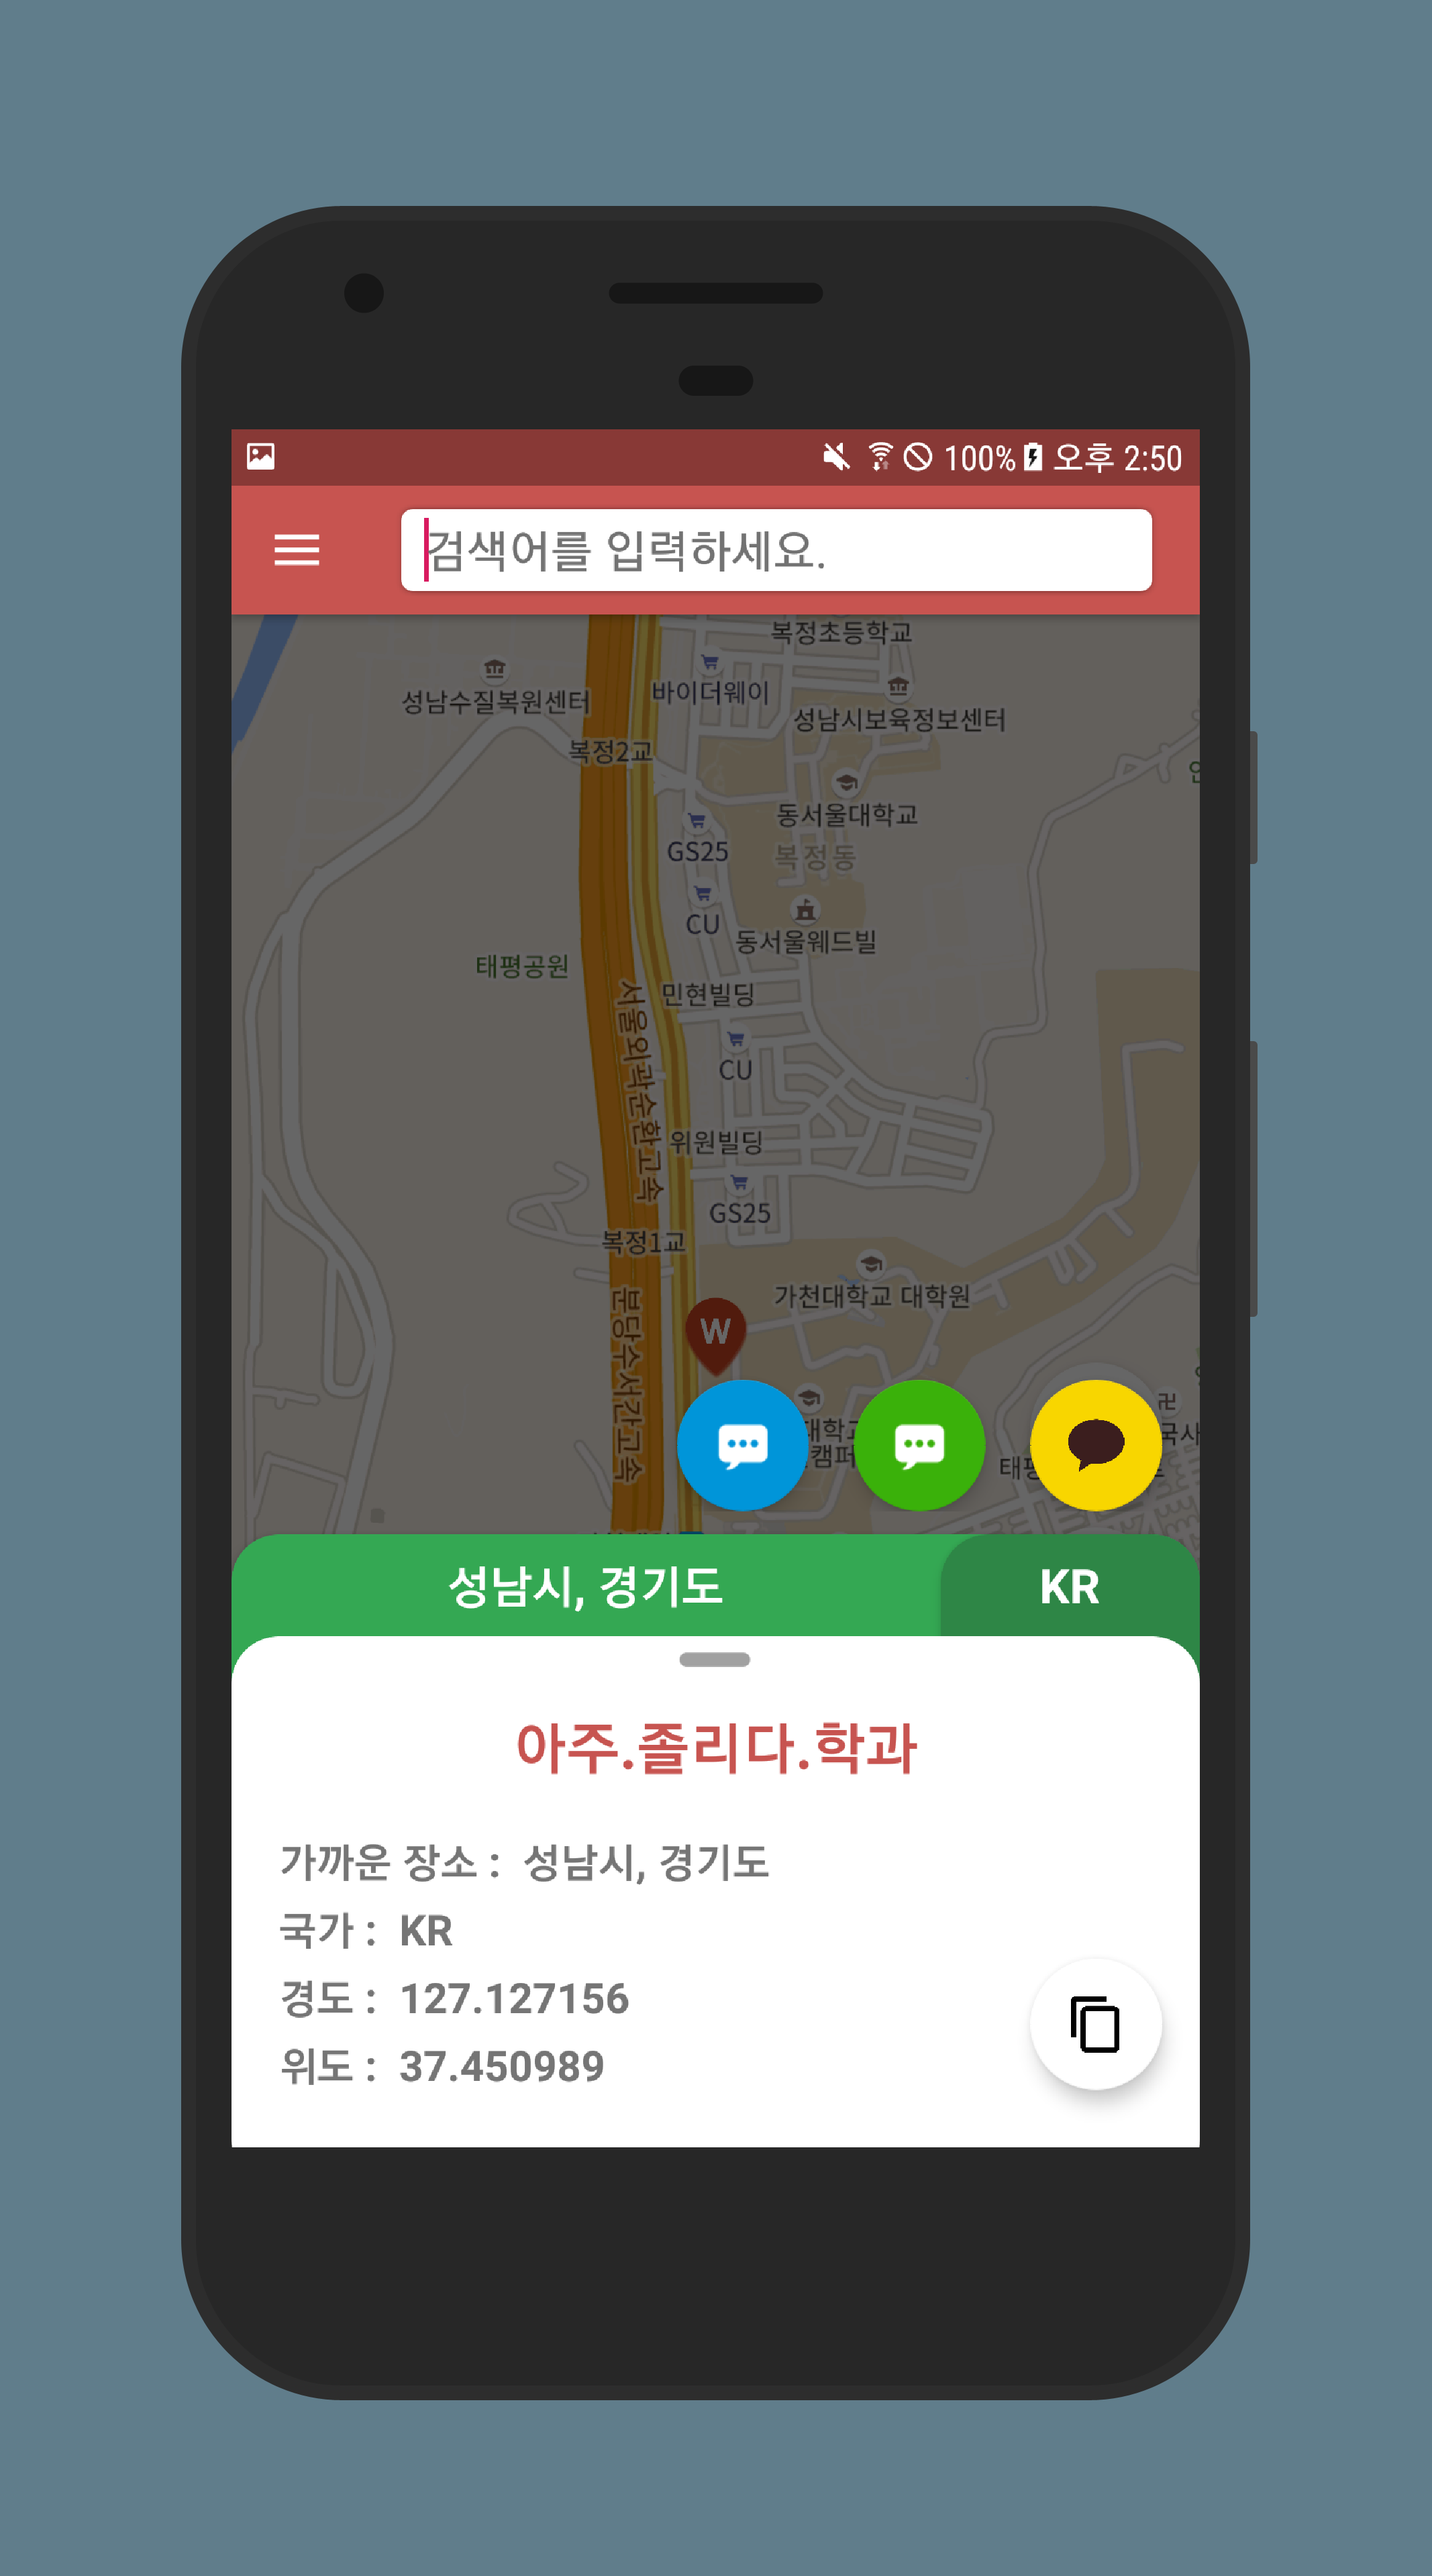 100% 오후 2:50
검색어를 입력하세요.
복정초등학교
성남수질복원센터
바이더웨이
성남시보육정보센터
복정2교
동서울대학교
GS25
복정동
CU
동서울웨드빌
태평공원
민현빌딩
서울외곽순환고속
CU
위원빌딩
GS25
복정1교
가천대학교 대학원
분당수서간고속
W
대학교
캠퍼
국사
태평
성남시, 경기도
KR
아주.졸리다.학과
가까운 장소 : 성남시, 경기도
국가 : KR
경도 : 127.127156
위도 : 37.450989